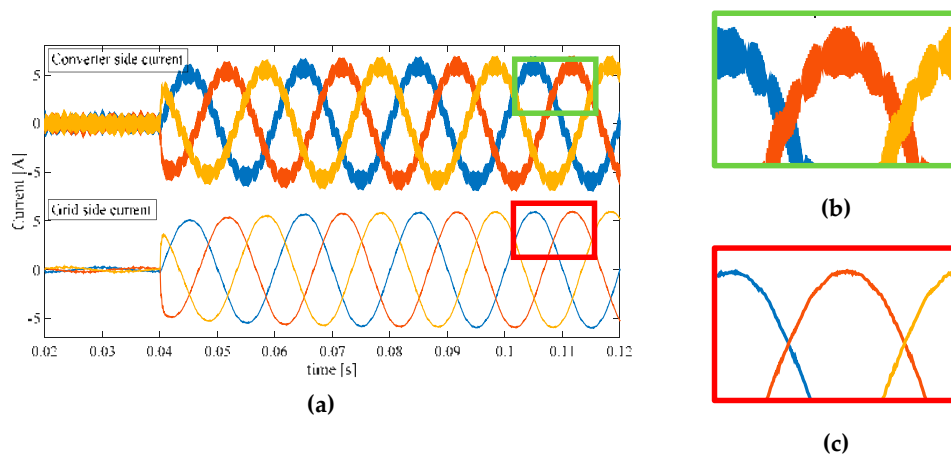 Converter side current
5
0
-5
Current [A]
Grid side current
5
0
-5
0.02 0.03 0.04 0.05 0.06 0.07 0.08 0.09 0.1 0.11 0.12
time [s]
(a)
(b)
(c)